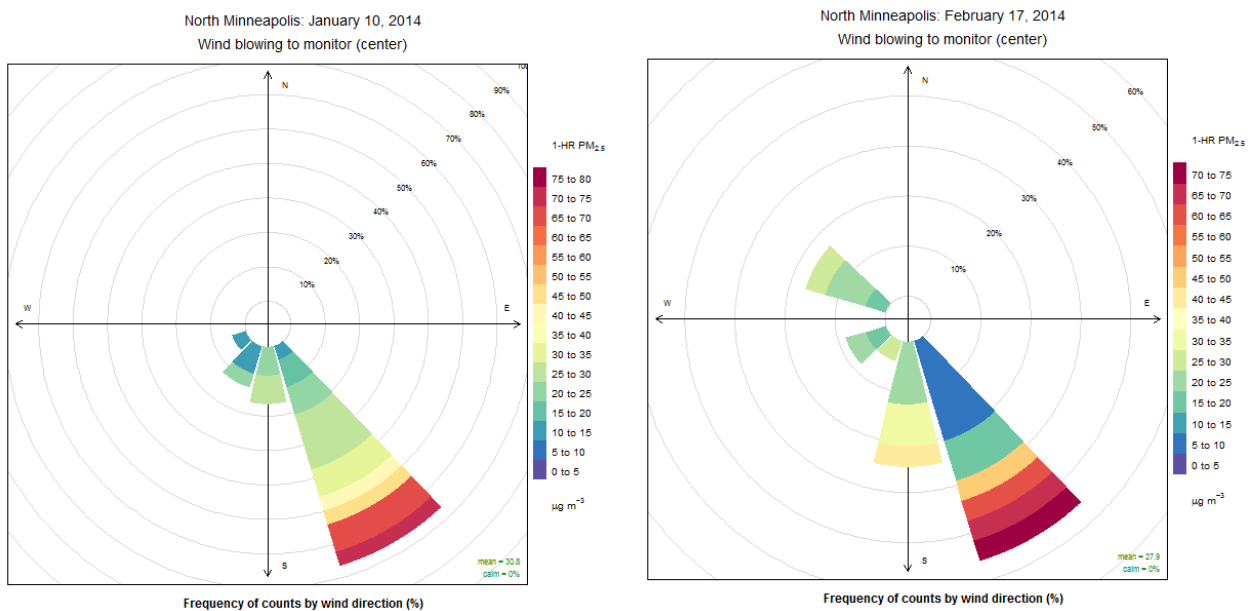 North Minneapolis: January 10, 2014
Wind blowing to monitor (center)
N
W
E
S
10%
20%
30%
40%
50%
60%
70%
80%
90%
mean = 30.8
calm = 0%
1-HR PM2.5
75 to 80
70 to 75
65 to 70
60 to 65
55 to 60
50 to 55
45 to 50
40 to 45
35 to 40
30 to 35
25 to 30
20 to 25
15 to 20
10 to 15
5 to 10
0 to 5
µg m⁻³
Frequency of counts by wind direction (%)
North Minneapolis: February 17, 2014
Wind blowing to monitor (center)
N
W
E
S
10%
20%
30%
40%
50%
60%
mean = 27.9
calm = 0%
1-HR PM2.5
70 to 75
65 to 70
60 to 65
55 to 60
50 to 55
45 to 50
40 to 45
35 to 40
30 to 35
25 to 30
20 to 25
15 to 20
10 to 15
5 to 10
0 to 5
µg m⁻³
Frequency of counts by wind direction (%)